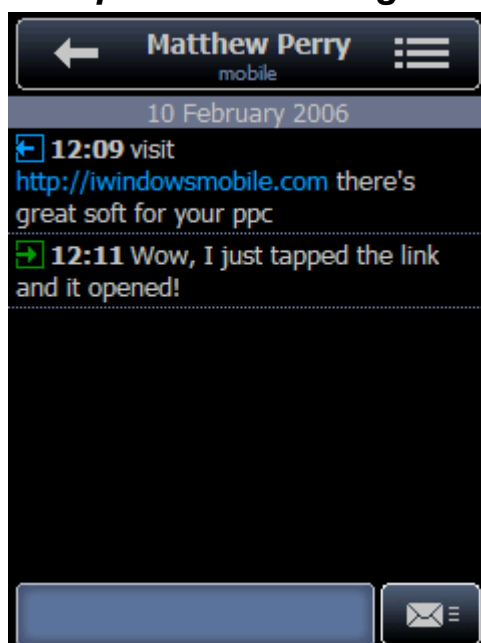 Matthew Perry
mobile
10 February 2006
12:09 visit
http://iwindowsmobile.com there's
great soft for your ppc
12:11 Wow, I just tapped the link
and it opened!